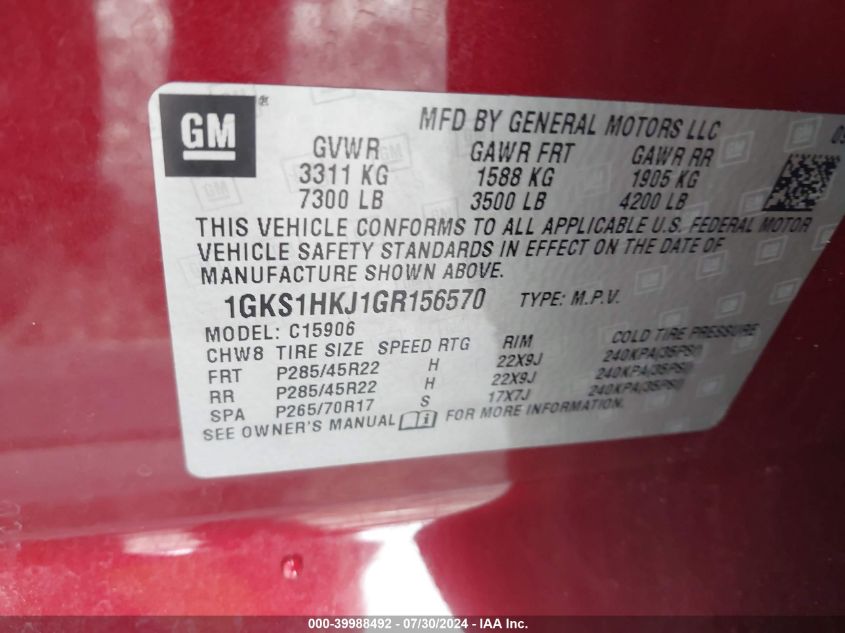 GM
MFD BY GENERAL MOTORS LLC
GVWR GAWR FRT GAWR RR
3311 KG 1588 KG 1905 KG
7300 LB 3500 LB 4200 LB
THIS VEHICLE CONFORMS TO ALL APPLICABLE U.S. FEDERAL MOTOR
VEHICLE SAFETY STANDARDS IN EFFECT ON THE DATE OF
MANUFACTURE SHOWN ABOVE.
1GKS1HKJ1GR156570 TYPE: M.P.V.
MODEL: C15906
CHW8 TIRE SIZE SPEED RTG RIM COLD TIRE PRESSURE
FRT P285/45R22 H 22X9J 240KPA(35PSI)
RR P285/45R22 H 22X9J 240KPA(35PSI)
SPA P265/70R17 S 17X7J 240KPA(35PSI)
SEE OWNER'S MANUAL FOR MORE INFORMATION.
000-39988492 - 07/30/2024 - IAA Inc.